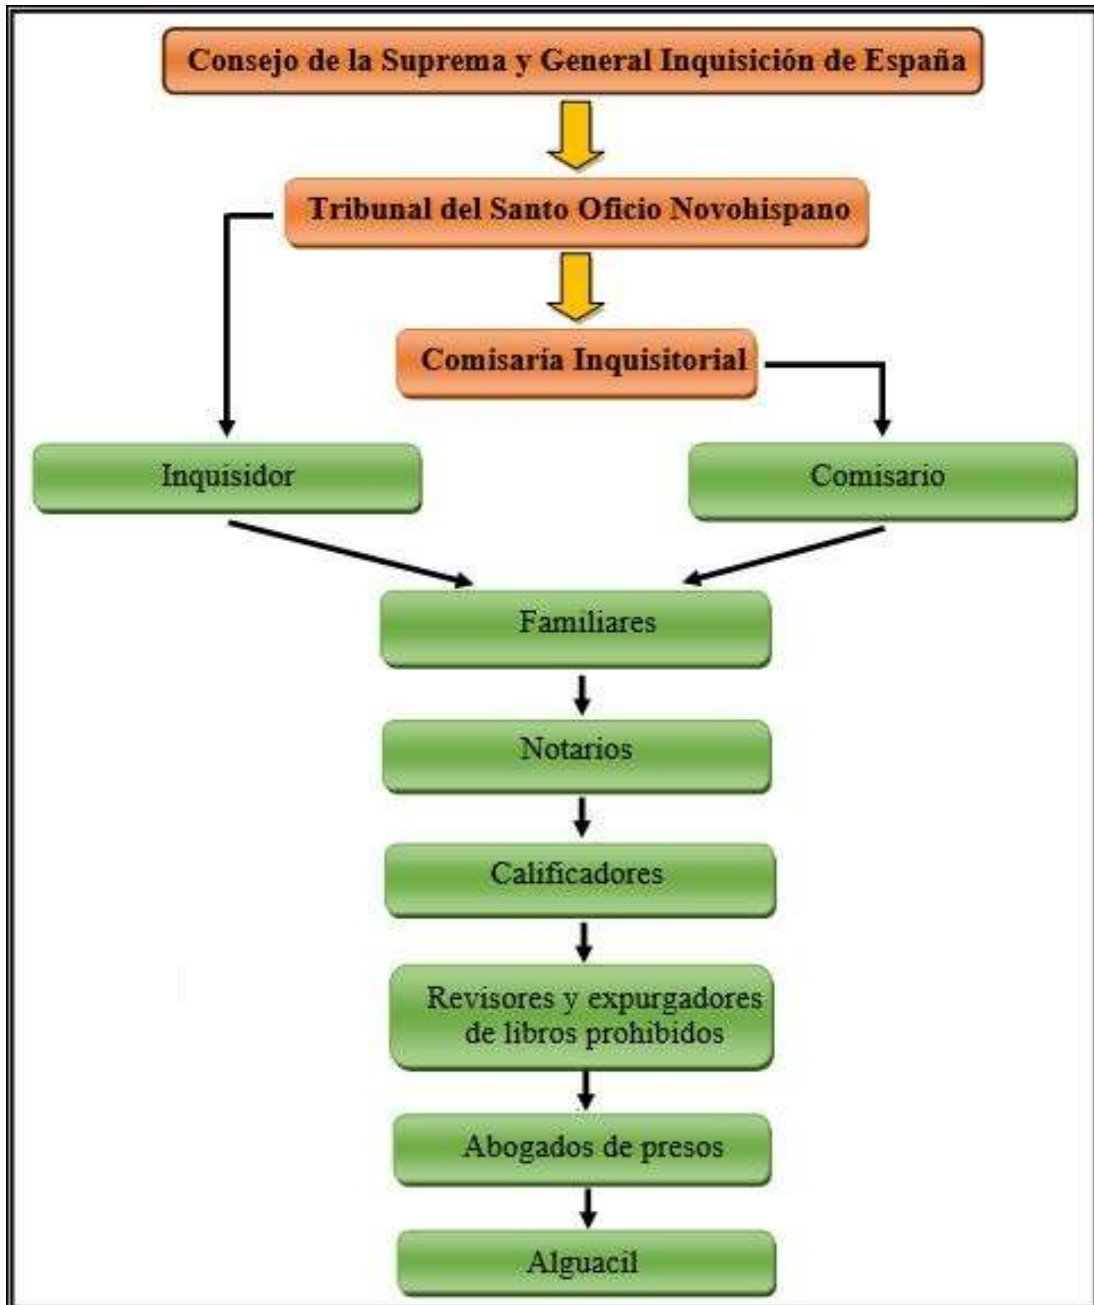 Consejo de la Suprema y General Inquisición de España
Tribunal del Santo Oficio Novohispano
Comisaría Inquisitorial
Inquisidor
Comisario
Familiares
Notarios
Calificadores
Revisores y expurgadores
de libros prohibidos
Abogados de presos
Alguacil